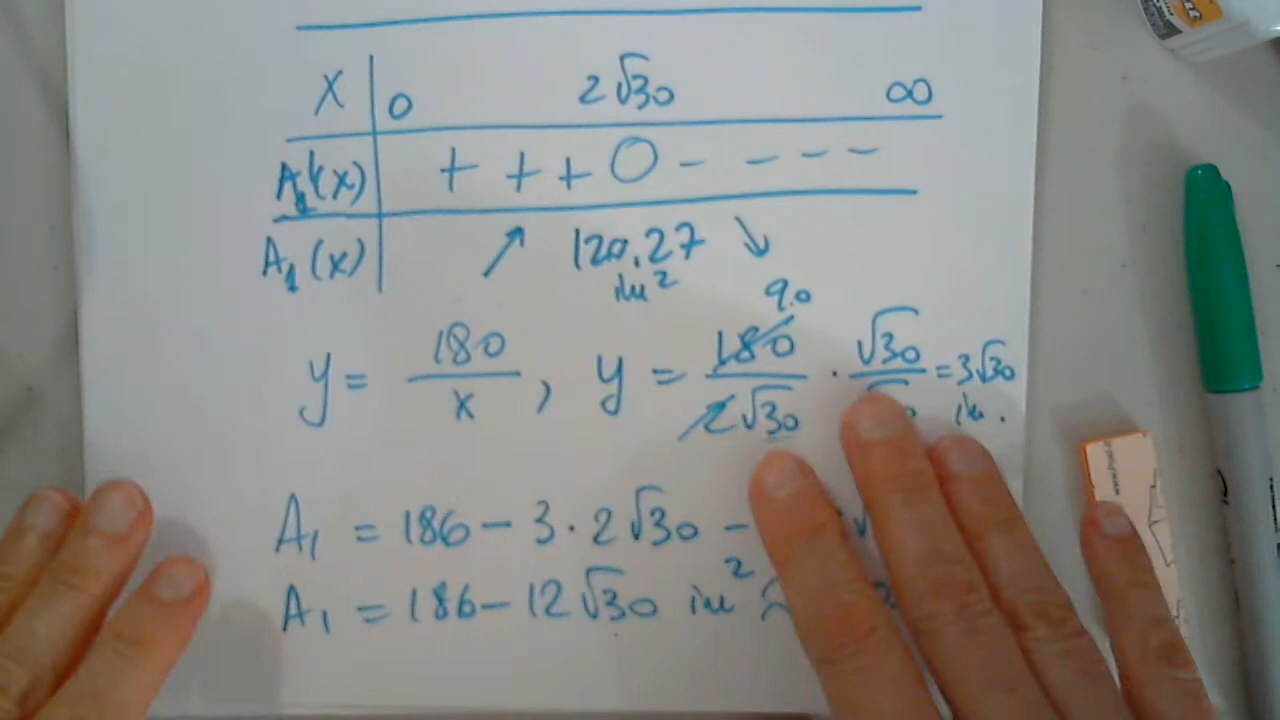 x | 0 2√30 ∞
A₁'(x) | + + + 0 - - - -
A₁(x) | ↗ 120.27 in² ↘
y = 180/x , y = 180/2√30 · √30/ = 3√30 in.
90
A₁ = 186 - 3·2√30 -
A₁ = 186 - 12√30 in² ≈